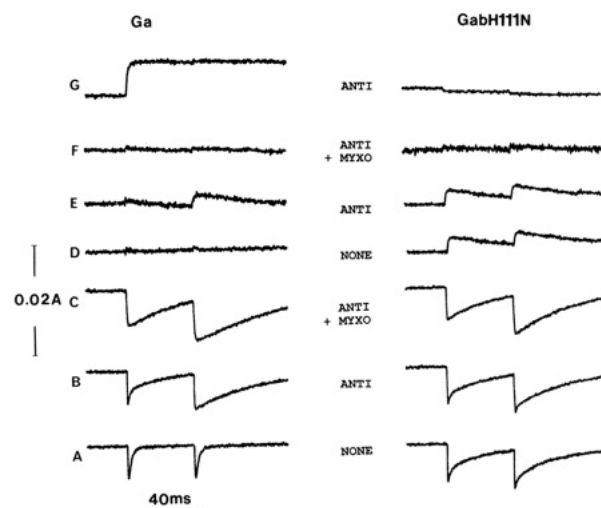 Ga
GabH111N
G
ANTI
F
ANTI
+ MYXO
E
ANTI
D
NONE
0.02A
C
ANTI
+ MYXO
B
ANTI
A
NONE
40ms